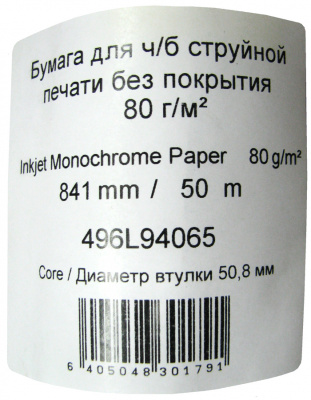 Бумага для ч/б струйной
печати без покрытия
80 г/м²
Inkjet Monochrome Paper 80 g/m²
841 mm / 50 m
496L94065
Core / Диаметр втулки 50,8 мм
6 405048 301791